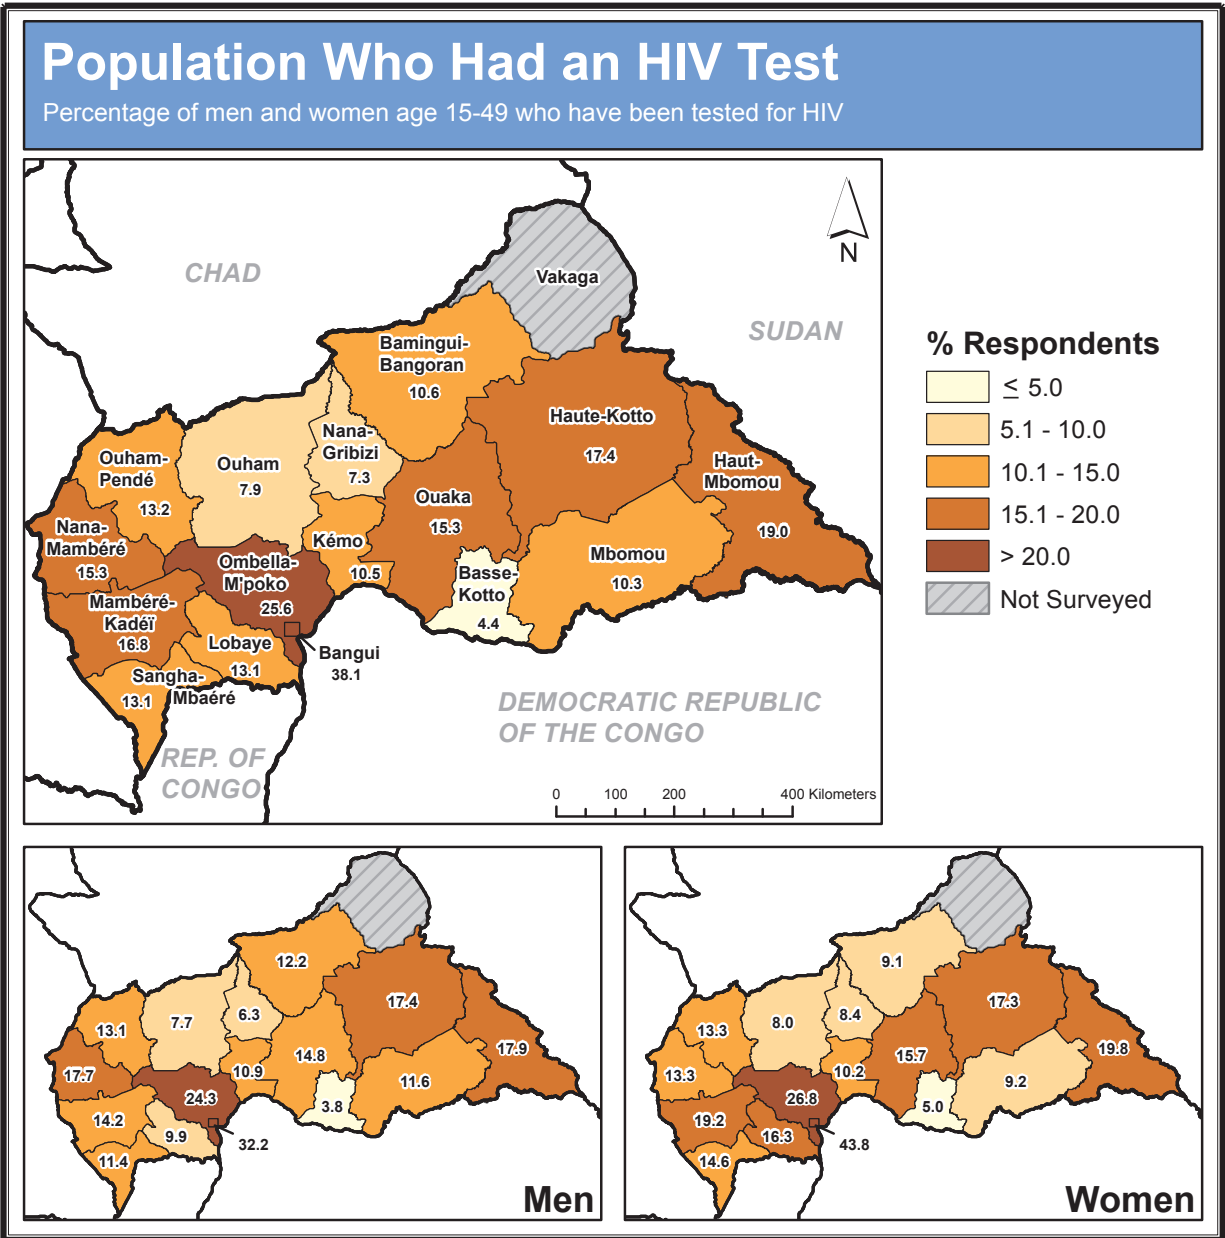 Population Who Had an HIV Test
Percentage of men and women age 15-49 who have been tested for HIV
CHAD
SUDAN
N
Vakaga
Bamingui-
Bangoran
10.6
Haute-Kotto
17.4
Haut-
Mbomou
19.0
Nana-
Gribizi
7.3
Ouham
7.9
Ouham-
Pendé
13.2
Nana-
Mambéré
15.3
Ouaka
15.3
Kémo
10.5
Mbomou
10.3
Basse-
Kotto
4.4
Ombella-
M'poko
25.6
Mambéré-
Kadéï
16.8
Lobaye
13.1
Bangui
38.1
Sangha-
Mbaéré
13.1
DEMOCRATIC REPUBLIC
OF THE CONGO
REP. OF
CONGO
0 100 200 400 Kilometers
% Respondents
≤ 5.0
5.1 - 10.0
10.1 - 15.0
15.1 - 20.0
> 20.0
Not Surveyed
12.2
17.4
6.3
7.7
13.1
14.8
17.9
17.7
10.9
11.6
24.3
3.8
14.2
9.9
32.2
11.4
Men
9.1
17.3
8.4
8.0
13.3
15.7
19.8
13.3
10.2
9.2
26.8
5.0
19.2
16.3
43.8
14.6
Women